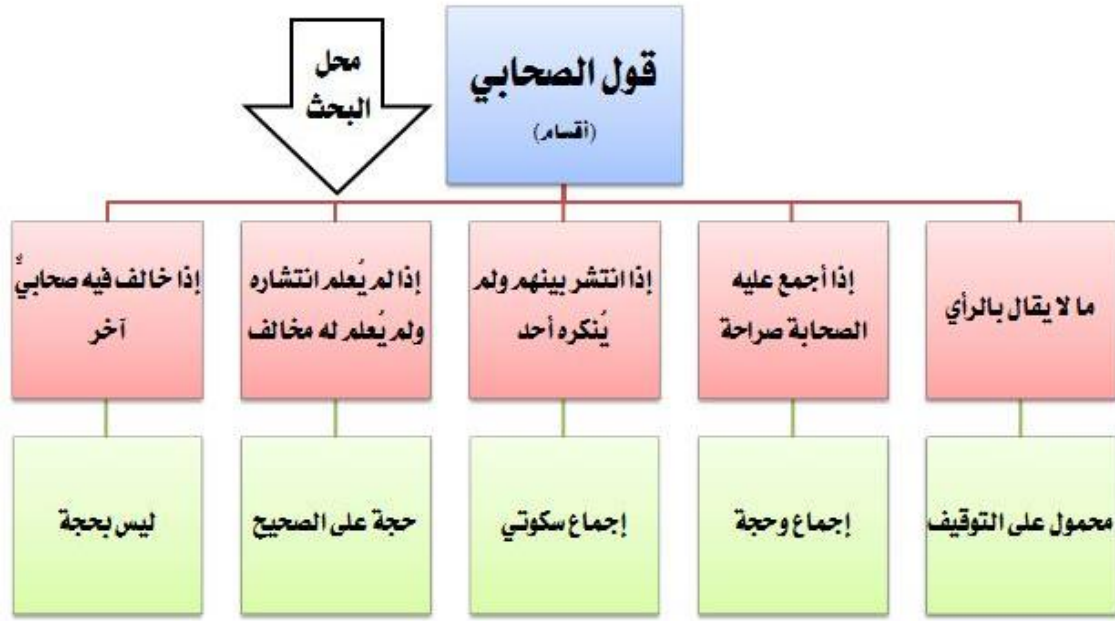 قول الصحابي
(أقسام)
محل
البحث
ما لا يقال بالرأي
إذا أجمع عليه
الصحابة صراحة
إذا انتشر بينهم ولم
يُنكره أحد
إذا لم يُعلم انتشاره
ولم يُعلم له مخالف
إذا خالف فيه صحابيٌّ
آخر
محمول على التوقيف
إجماع وحجة
إجماع سكوتي
حجة على الصحيح
ليس بحجة